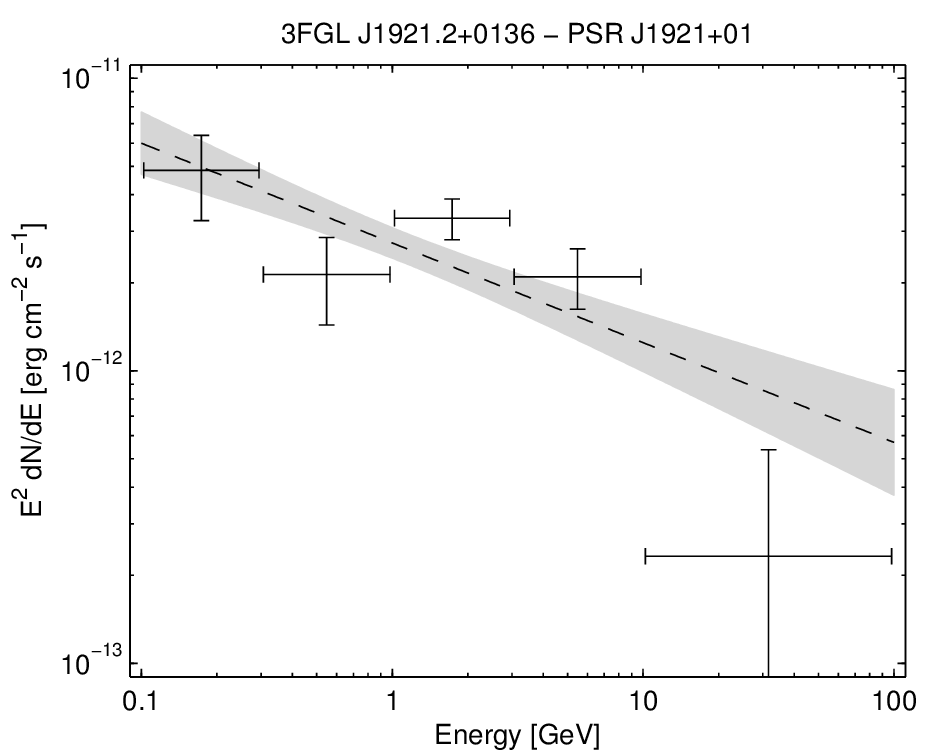 3FGL J1921.2+0136 − PSR J1921+01
10⁻¹¹
10⁻¹²
10⁻¹³
E² dN/dE [erg cm⁻² s⁻¹]
0.1 1 10 100
Energy [GeV]